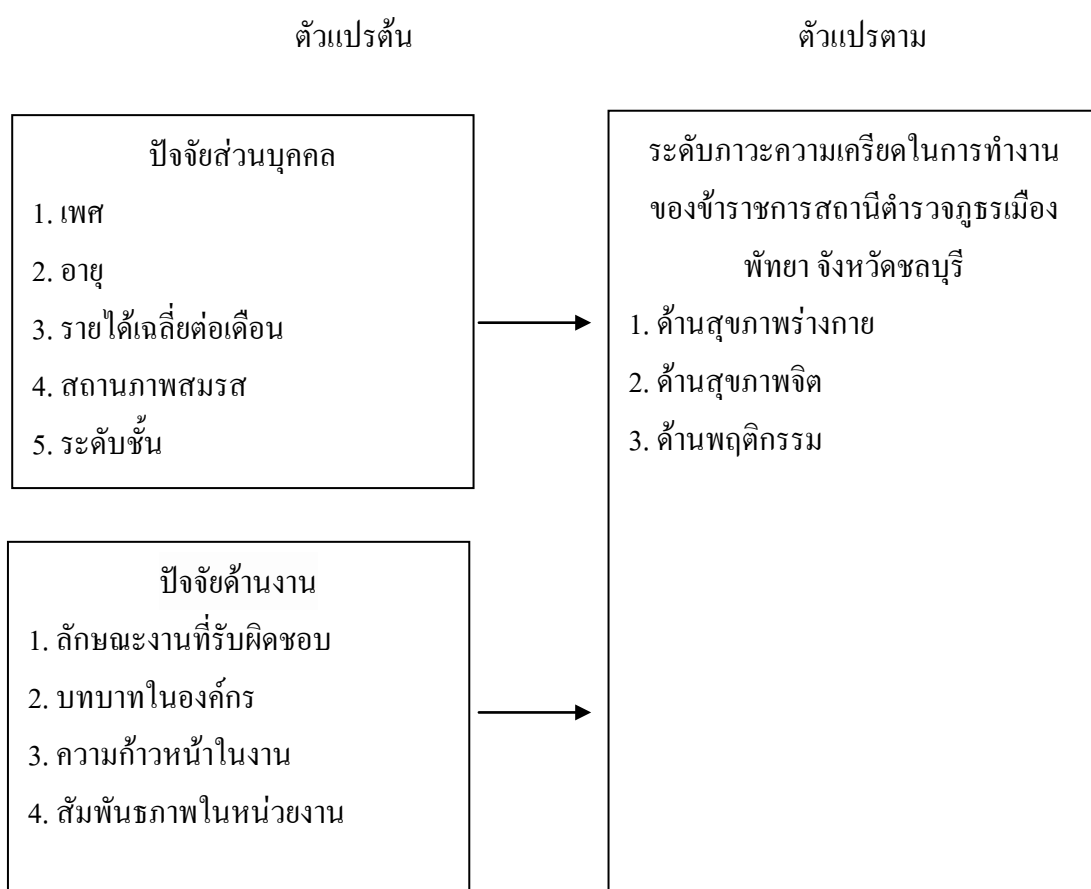 ตัวแปรต้น
ตัวแปรตาม
ปัจจัยส่วนบุคคล
1. เพศ
2. อายุ
3. รายได้เฉลี่ยต่อเดือน
4. สถานภาพสมรส
5. ระดับชั้น
ปัจจัยด้านงาน
1. ลักษณะงานที่รับผิดชอบ
2. บทบาทในองค์กร
3. ความก้าวหน้าในงาน
4. สัมพันธภาพในหน่วยงาน
ระดับภาวะความเครียดในการทำงาน
ของข้าราชการสถานีตำรวจภูธรเมือง
พัทยา จังหวัดชลบุรี
1. ด้านสุขภาพร่างกาย
2. ด้านสุขภาพจิต
3. ด้านพฤติกรรม